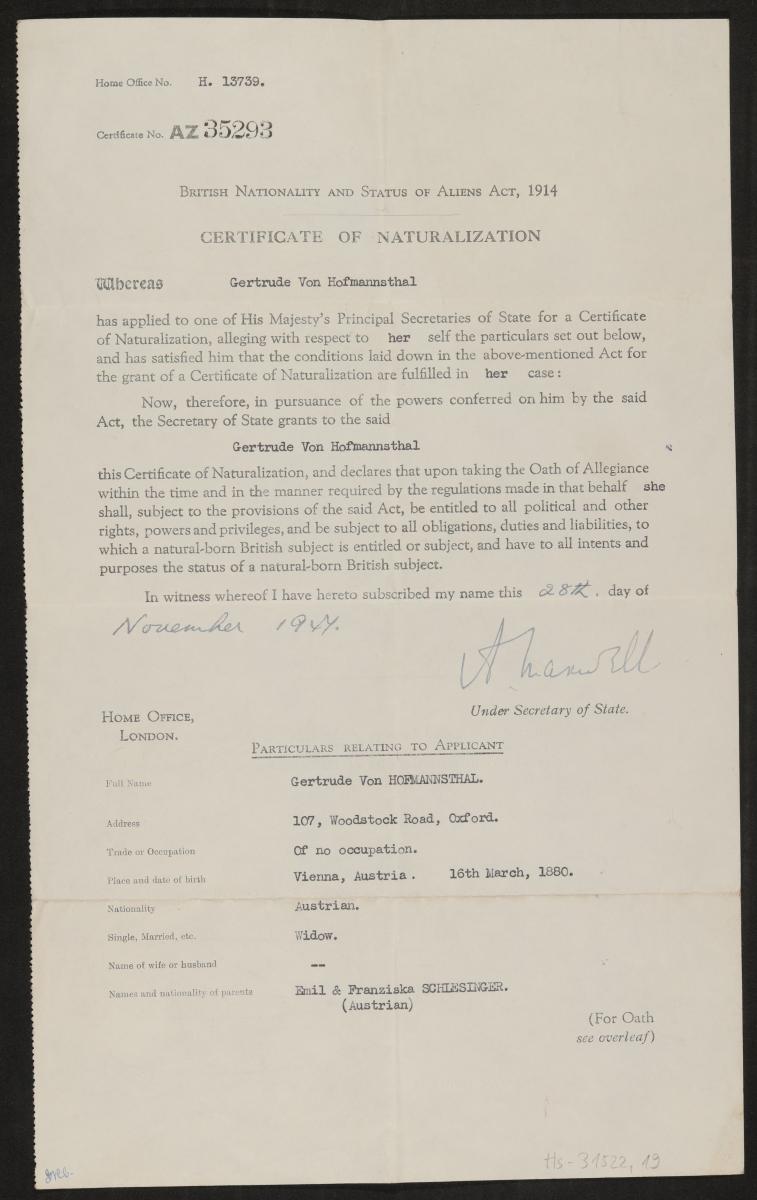 Home Office No. H. 13739.
Certificate No. AZ 35293
British Nationality and Status of Aliens Act, 1914
CERTIFICATE OF NATURALIZATION
Whereas Gertrude Von Hofmannsthal
has applied to one of His Majesty's Principal Secretaries of State for a Certificate
of Naturalization, alleging with respect to her self the particulars set out below,
and has satisfied him that the conditions laid down in the above-mentioned Act for
the grant of a Certificate of Naturalization are fulfilled in her case:
Now, therefore, in pursuance of the powers conferred on him by the said
Act, the Secretary of State grants to the said
Gertrude Von Hofmannsthal
this Certificate of Naturalization, and declares that upon taking the Oath of Allegiance
within the time and in the manner required by the regulations made in that behalf she
shall, subject to the provisions of the said Act, be entitled to all political and other
rights, powers and privileges, and be subject to all obligations, duties and liabilities, to
which a natural-born British subject is entitled or subject, and have to all intents and
purposes the status of a natural-born British subject.
In witness whereof I have hereto subscribed my name this 28th. day of
November 1947.
A Maxwell
Under Secretary of State.
Home Office,
London.
Particulars relating to Applicant
Full Name Gertrude Von HOFMANNSTHAL.
Address 107, Woodstock Road, Oxford.
Trade or Occupation Of no occupation.
Place and date of birth Vienna, Austria. 16th March, 1880.
Nationality Austrian.
Single, Married, etc. Widow.
Name of wife or husband --
Names and nationality of parents Emil & Franziska SCHLESINGER.
(Austrian)
(For Oath
see overleaf)
Hs-31522, 19